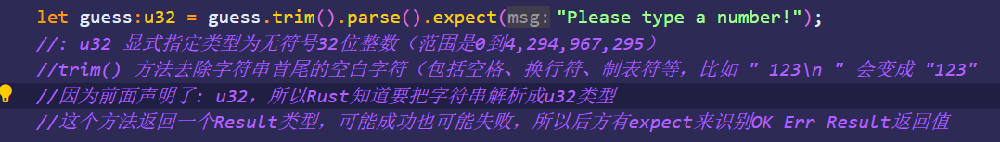 let guess:u32 = guess.trim().parse().expect(msg: "Please type a number!");
//: u32 显式指定类型为无符号32位整数（范围是0到4,294,967,295）
//trim() 方法去除字符串首尾的空白字符（包括空格、换行符、制表符等，比如 " 123\n " 会变成 "123"
//因为前面声明了: u32，所以Rust知道要把字符串解析成u32类型
//这个方法返回一个Result类型，可能成功也可能失败，所以后方有expect来识别OK Err Result返回值